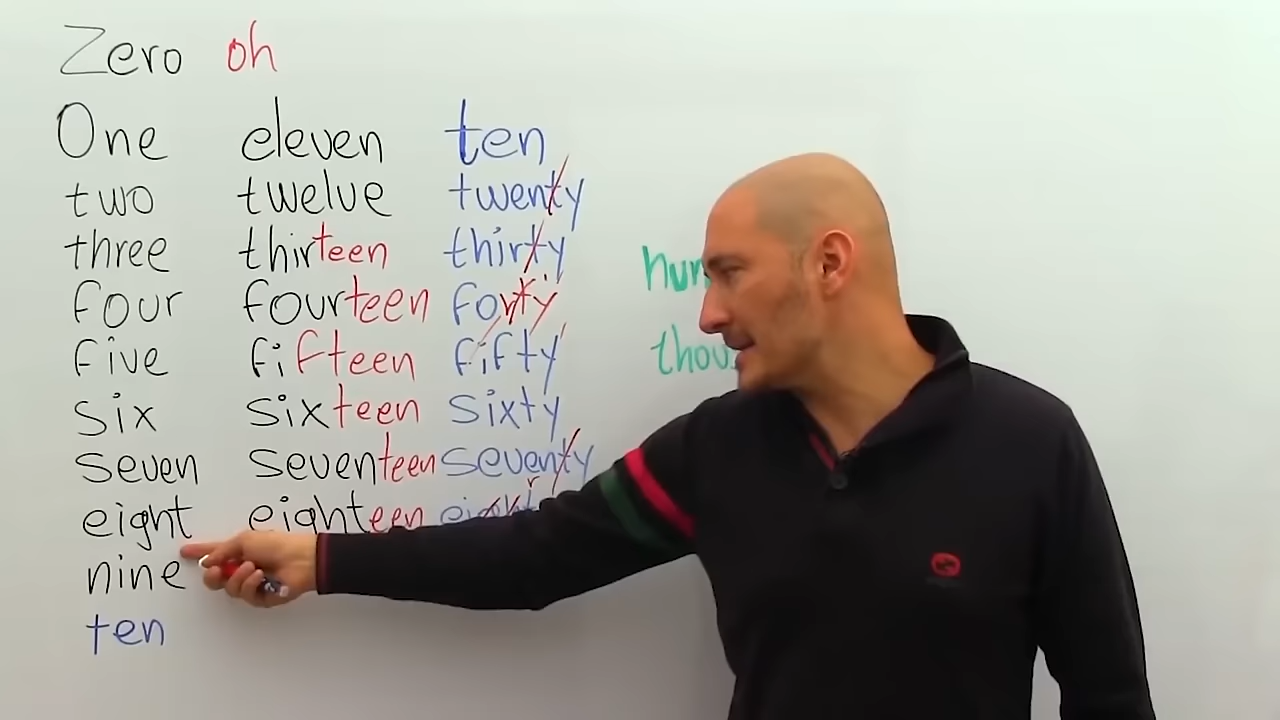 Zero oh
One eleven ten
two twelve twenty
three thirteen thirty
four fourteen forty
five fifteen fifty
six sixteen sixty
seven seventeen seventy
eight eighteen
nine
ten